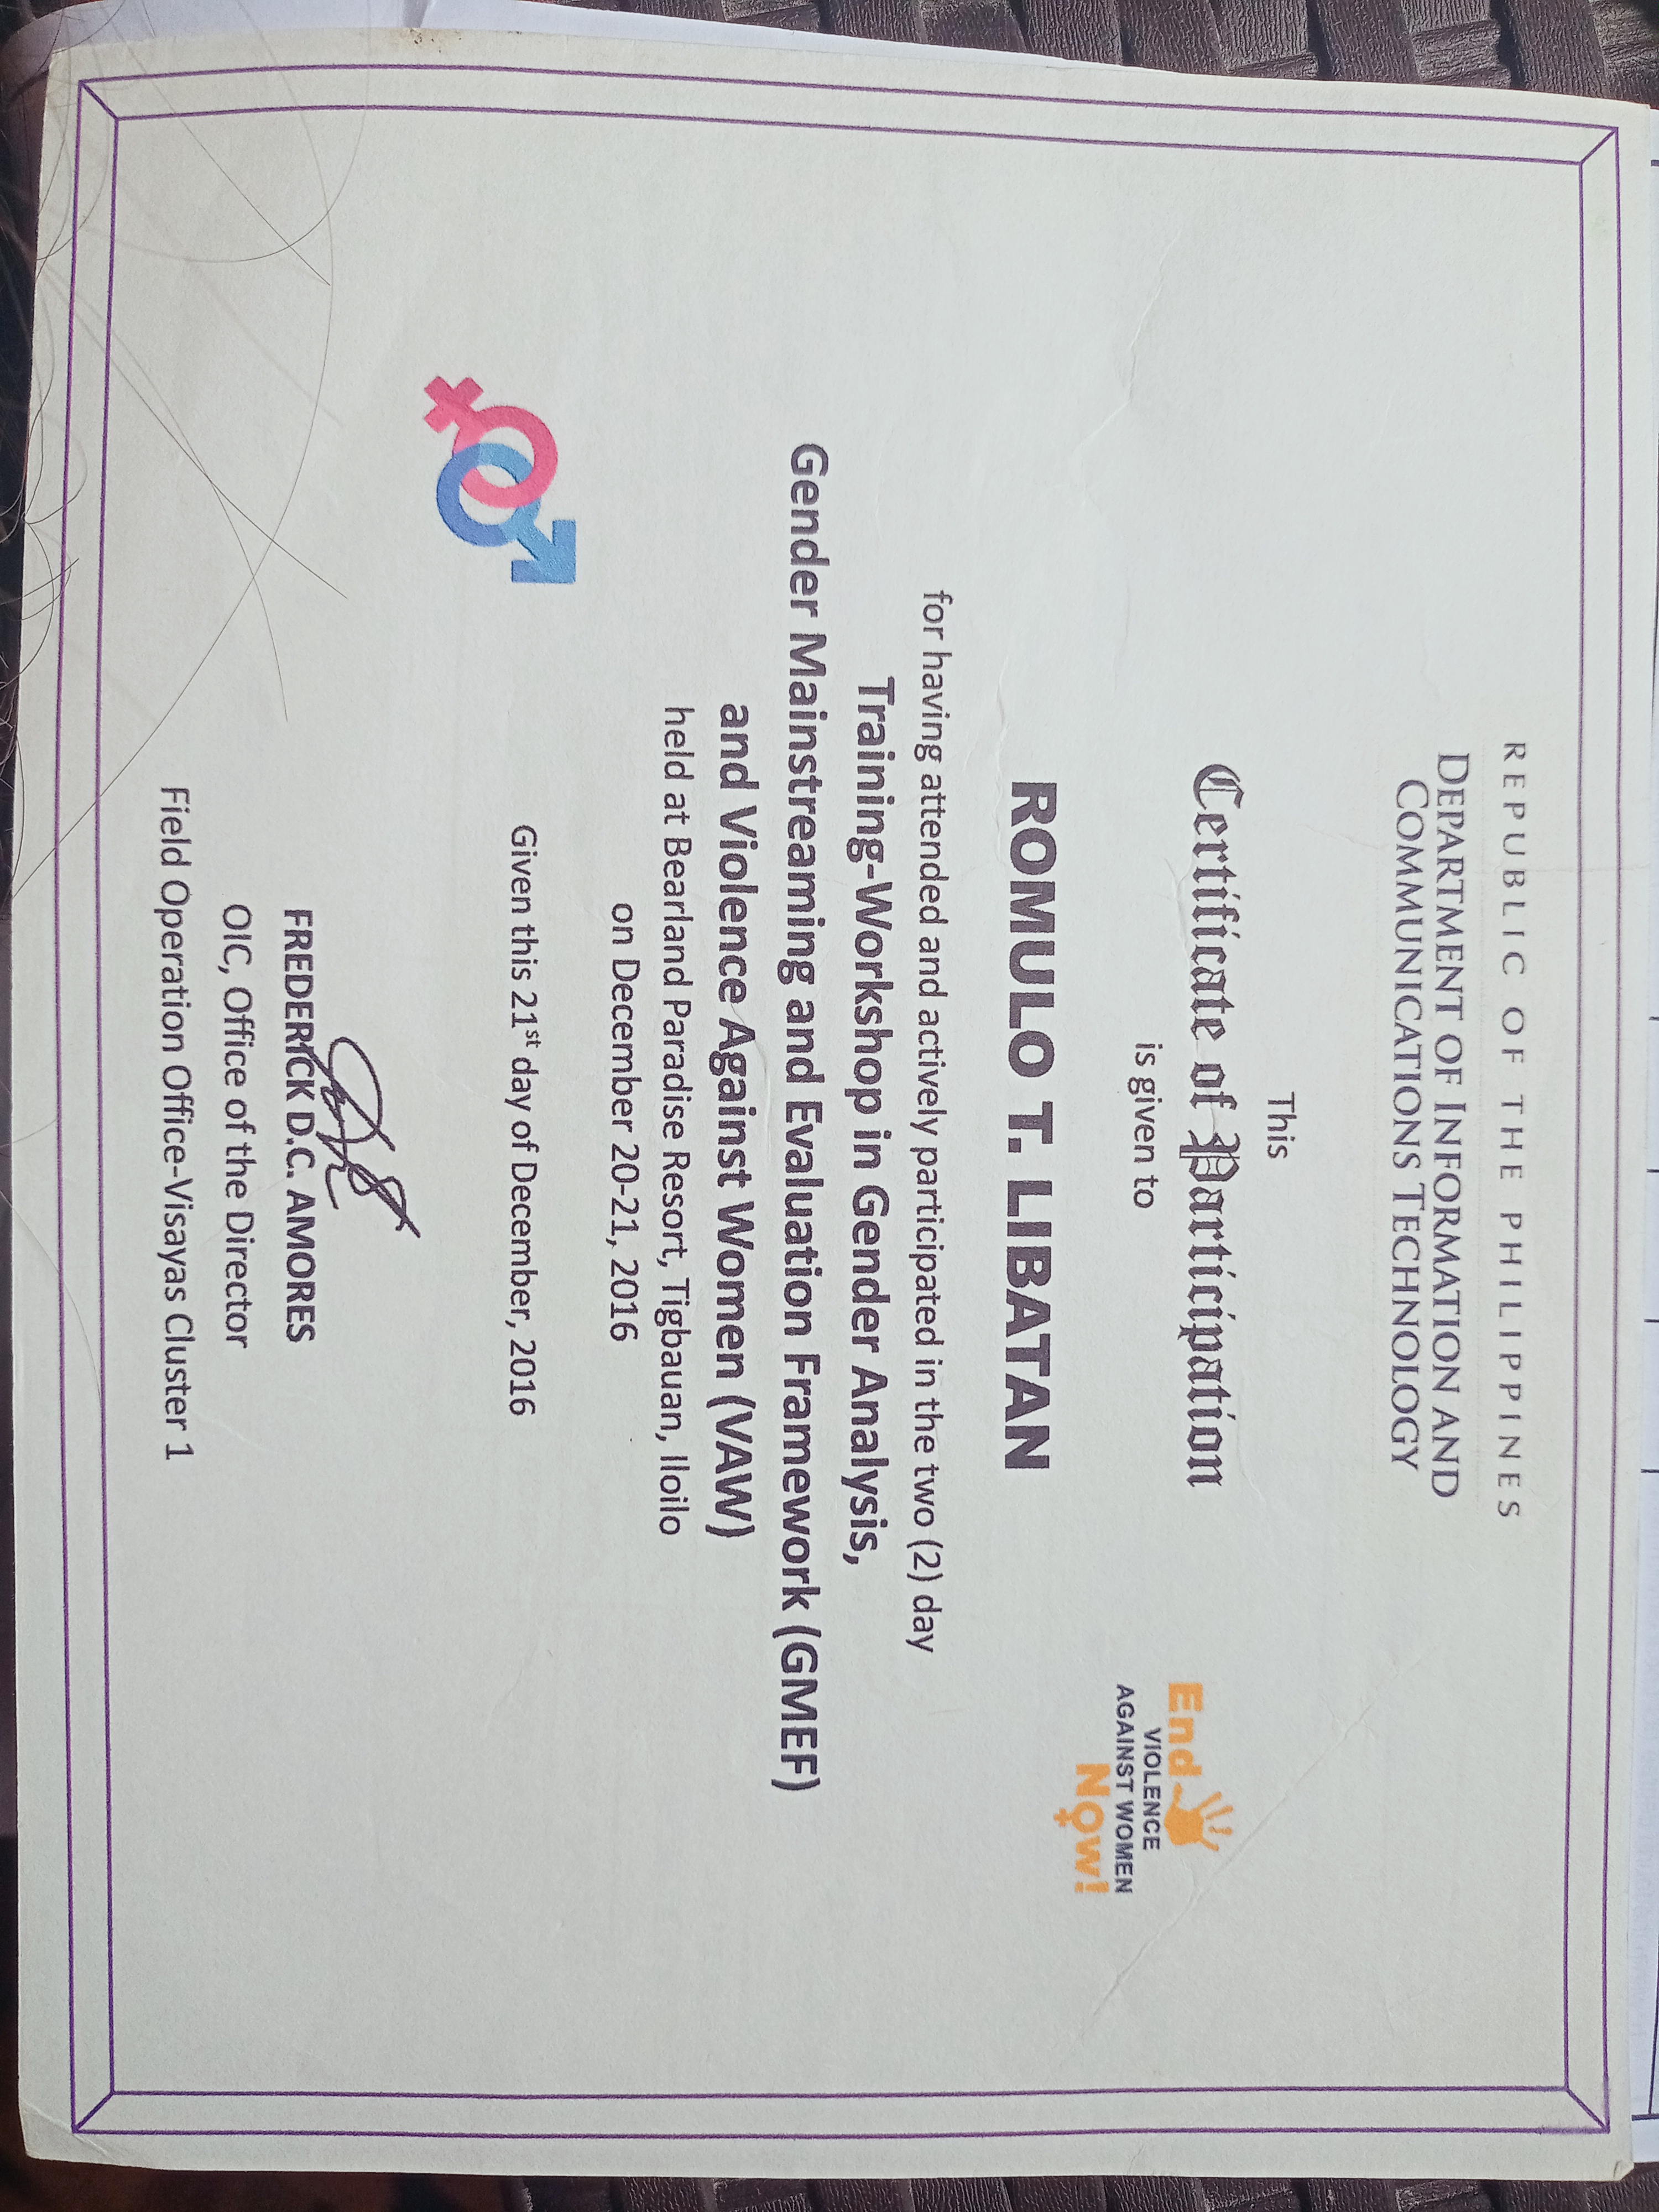 REPUBLIC OF THE PHILIPPINES
DEPARTMENT OF INFORMATION AND
COMMUNICATIONS TECHNOLOGY
This
Certificate of Participation
is given to
End
VIOLENCE
AGAINST WOMEN
Now!
ROMULO T. LIBATAN
for having attended and actively participated in the two (2) day
Training-Workshop in Gender Analysis,
Gender Mainstreaming and Evaluation Framework (GMEF)
and Violence Against Women (VAW)
held at Bearland Paradise Resort, Tigbauan, Iloilo
on December 20-21, 2016
Given this 21st day of December, 2016
FREDERICK D.C. AMORES
OIC, Office of the Director
Field Operation Office-Visayas Cluster 1